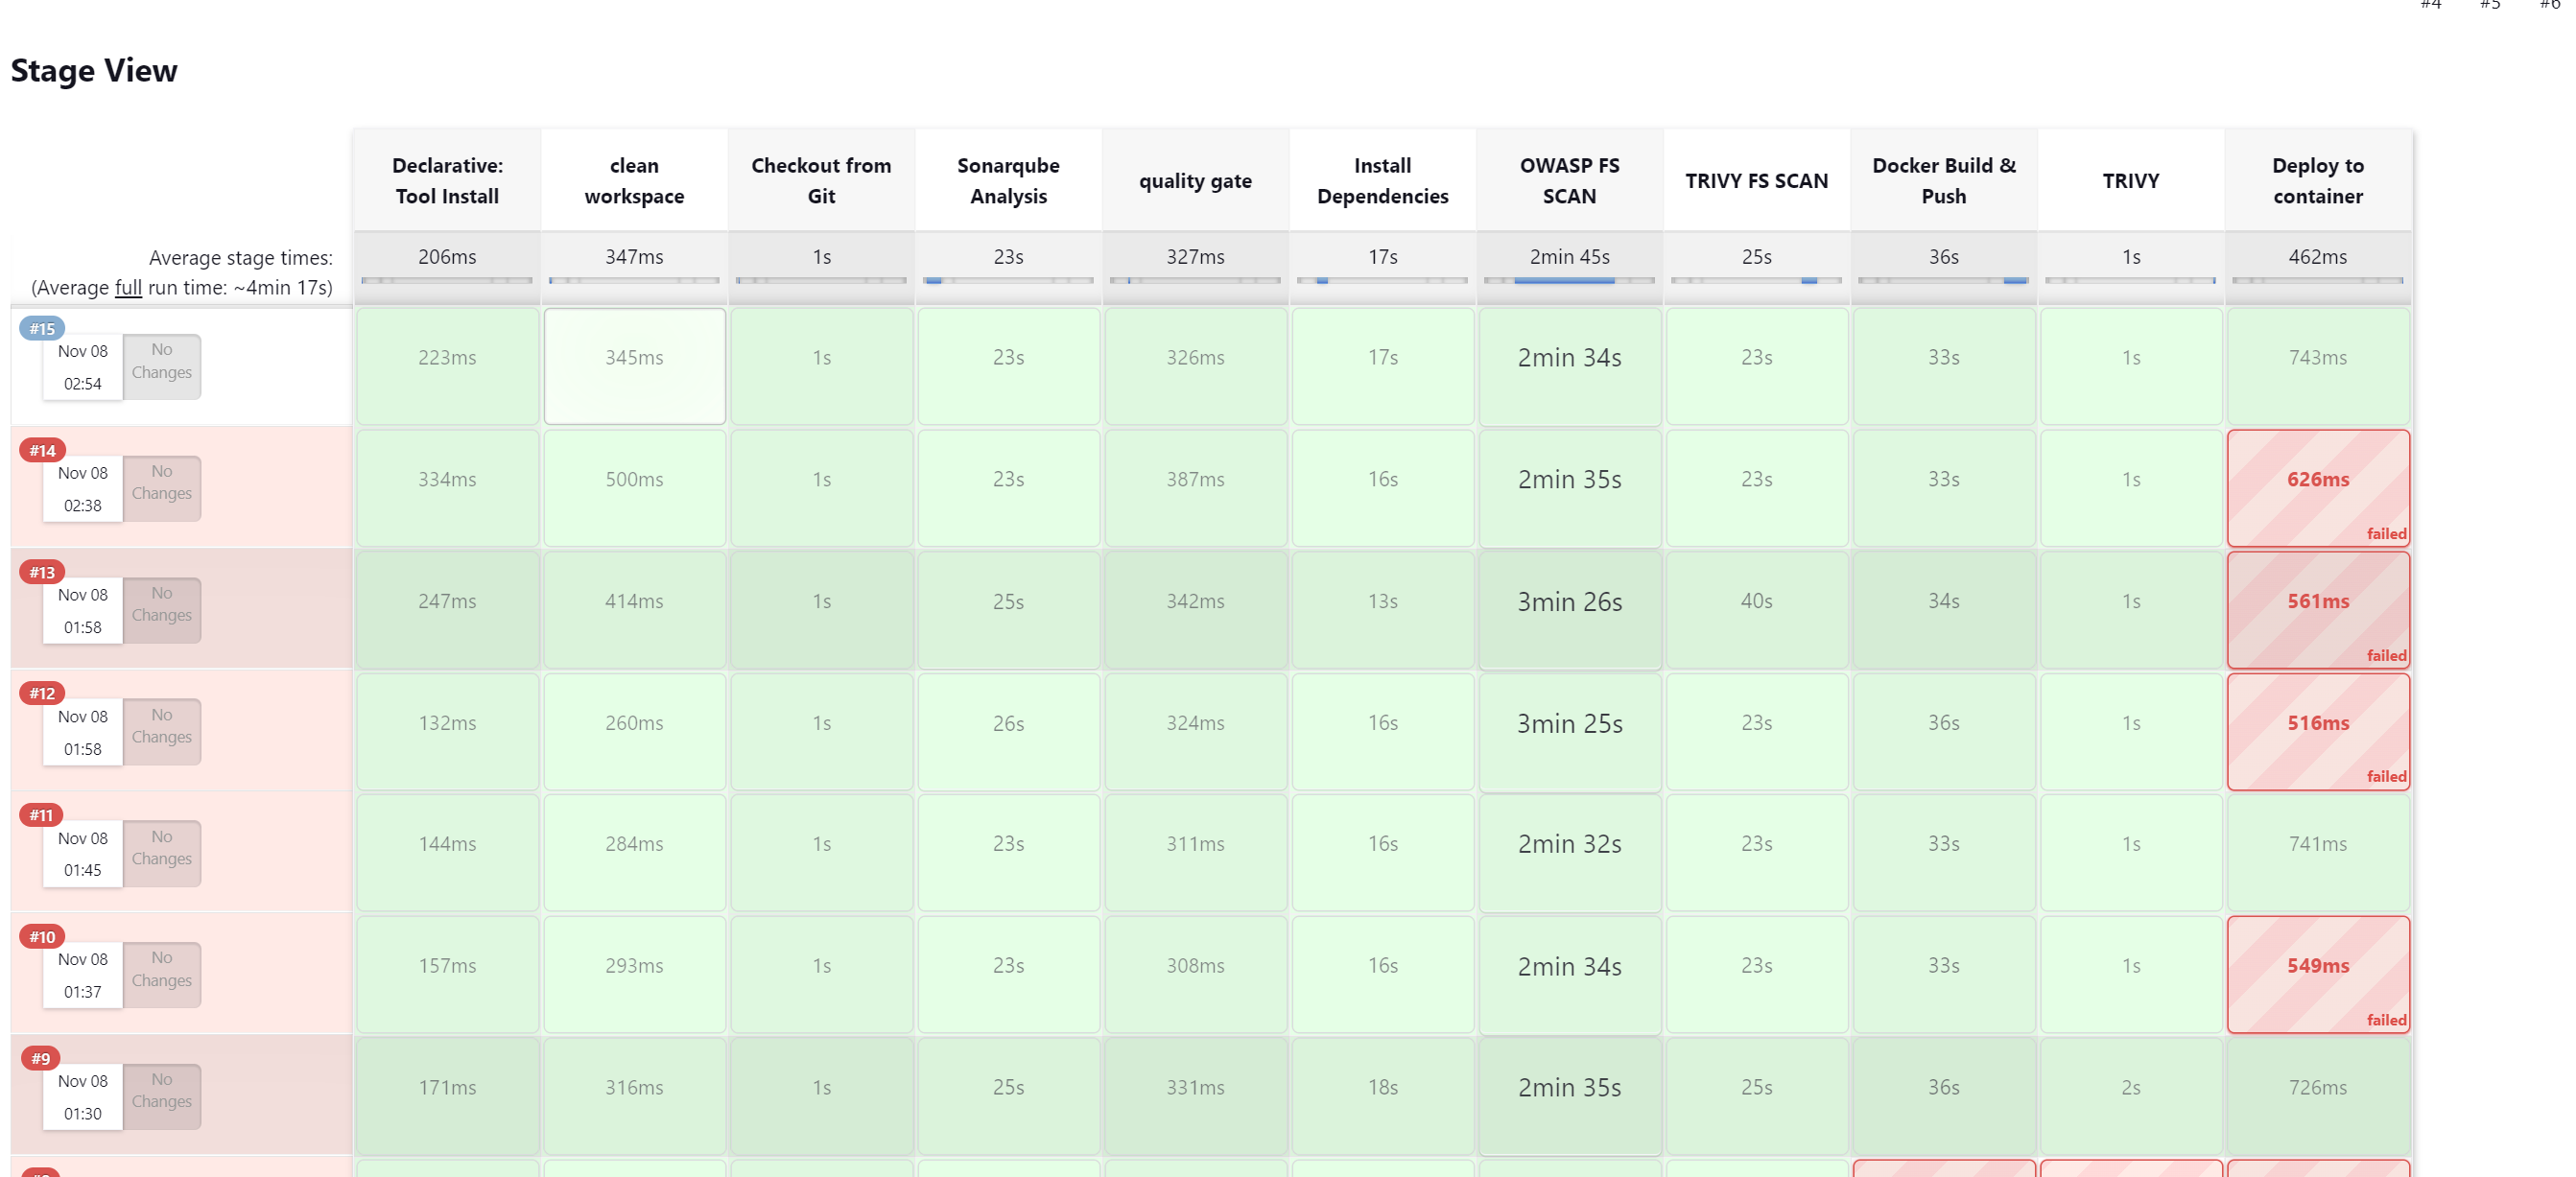 #4 #5 #6
Stage View
Declarative: Tool Install
clean workspace
Checkout from Git
Sonarqube Analysis
quality gate
Install Dependencies
OWASP FS SCAN
TRIVY FS SCAN
Docker Build & Push
TRIVY
Deploy to container
Average stage times:
(Average full run time: ~4min 17s)
206ms 347ms 1s 23s 327ms 17s 2min 45s 25s 36s 1s 462ms
#15
Nov 08
02:54
No
Changes
223ms 345ms 1s 23s 326ms 17s 2min 34s 23s 33s 1s 743ms
#14
Nov 08
02:38
No
Changes
334ms 500ms 1s 23s 387ms 16s 2min 35s 23s 33s 1s 626ms
failed
#13
Nov 08
01:58
No
Changes
247ms 414ms 1s 25s 342ms 13s 3min 26s 40s 34s 1s 561ms
failed
#12
Nov 08
01:58
No
Changes
132ms 260ms 1s 26s 324ms 16s 3min 25s 23s 36s 1s 516ms
failed
#11
Nov 08
01:45
No
Changes
144ms 284ms 1s 23s 311ms 16s 2min 32s 23s 33s 1s 741ms
#10
Nov 08
01:37
No
Changes
157ms 293ms 1s 23s 308ms 16s 2min 34s 23s 33s 1s 549ms
failed
#9
Nov 08
01:30
No
Changes
171ms 316ms 1s 25s 331ms 18s 2min 35s 25s 36s 2s 726ms